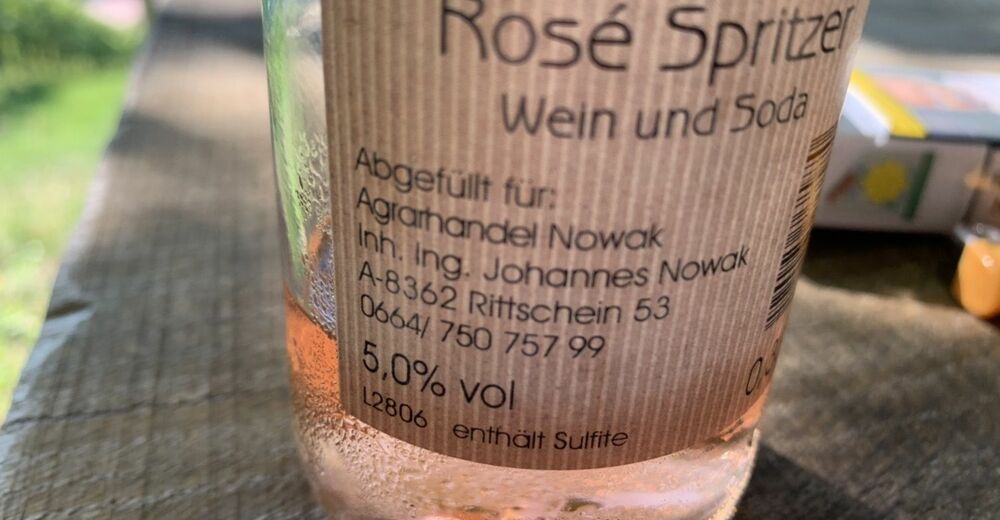 Rosé Spritzer
Wein und Soda
Abgefüllt für:
Agrarhandel Nowak
Inh. Ing. Johannes Nowak
A-8362 Rittschein 53
0664/ 750 757 99
5,0% vol
L2806 enthält Sulfite